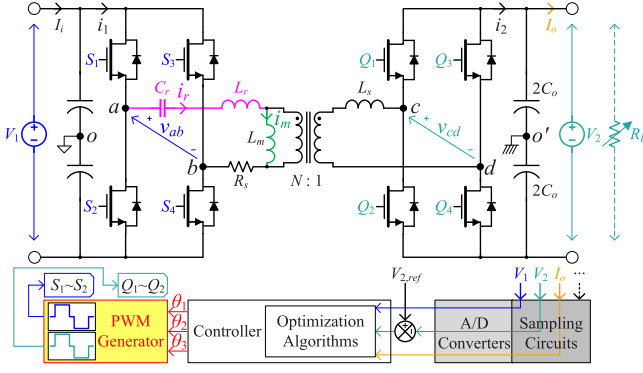 I_i
i_1
i_2
I_o
S_1
S_3
Q_1
Q_3
C_r
i_r
L_r
L_s
2C_o
a
c
V_1
o
v_ab
+
-
L_m
i_m
v_cd
+
-
o'
V_2
b
d
R_s
N : 1
S_2
S_4
Q_2
Q_4
2C_o
S_1~S_2
Q_1~Q_2
V_2,ref
V_1
V_2
I_o
...
PWM
Generator
θ_1
θ_2
θ_3
Controller
Optimization
Algorithms
A/D
Converters
Sampling
Circuits